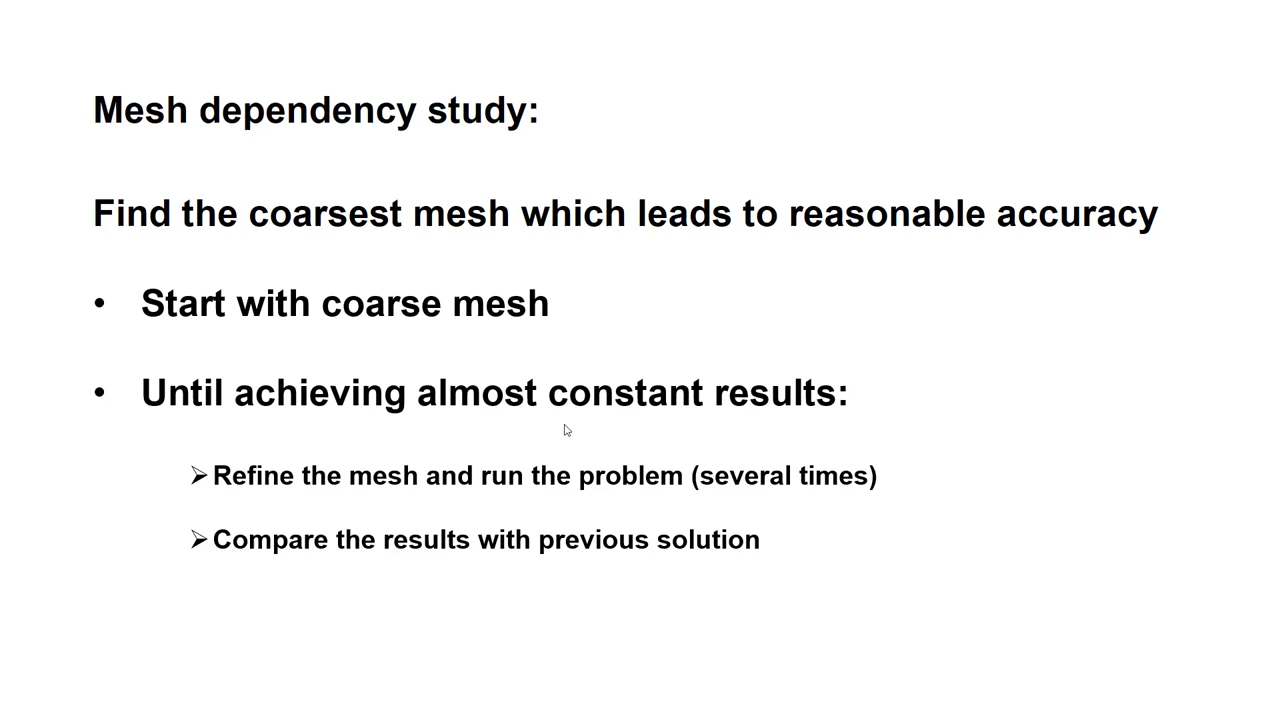 Mesh dependency study:
Find the coarsest mesh which leads to reasonable accuracy
• Start with coarse mesh
• Until achieving almost constant results:
➢ Refine the mesh and run the problem (several times)
➢ Compare the results with previous solution